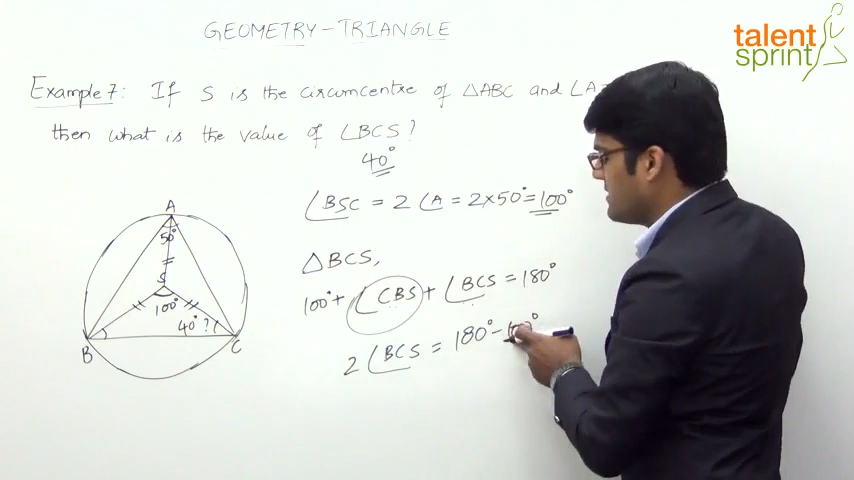 GEOMETRY - TRIANGLE
talent
sprint
Example 7: If S is the circumcentre of △ABC and ∠A =
then what is the value of ∠BCS?
40°
∠BSC = 2 ∠A = 2×50° = 100°
△BCS,
100° + ∠CBS + ∠BCS = 180°
2 ∠BCS = 180° -
A
50°
S
100°
40° ?
B
C